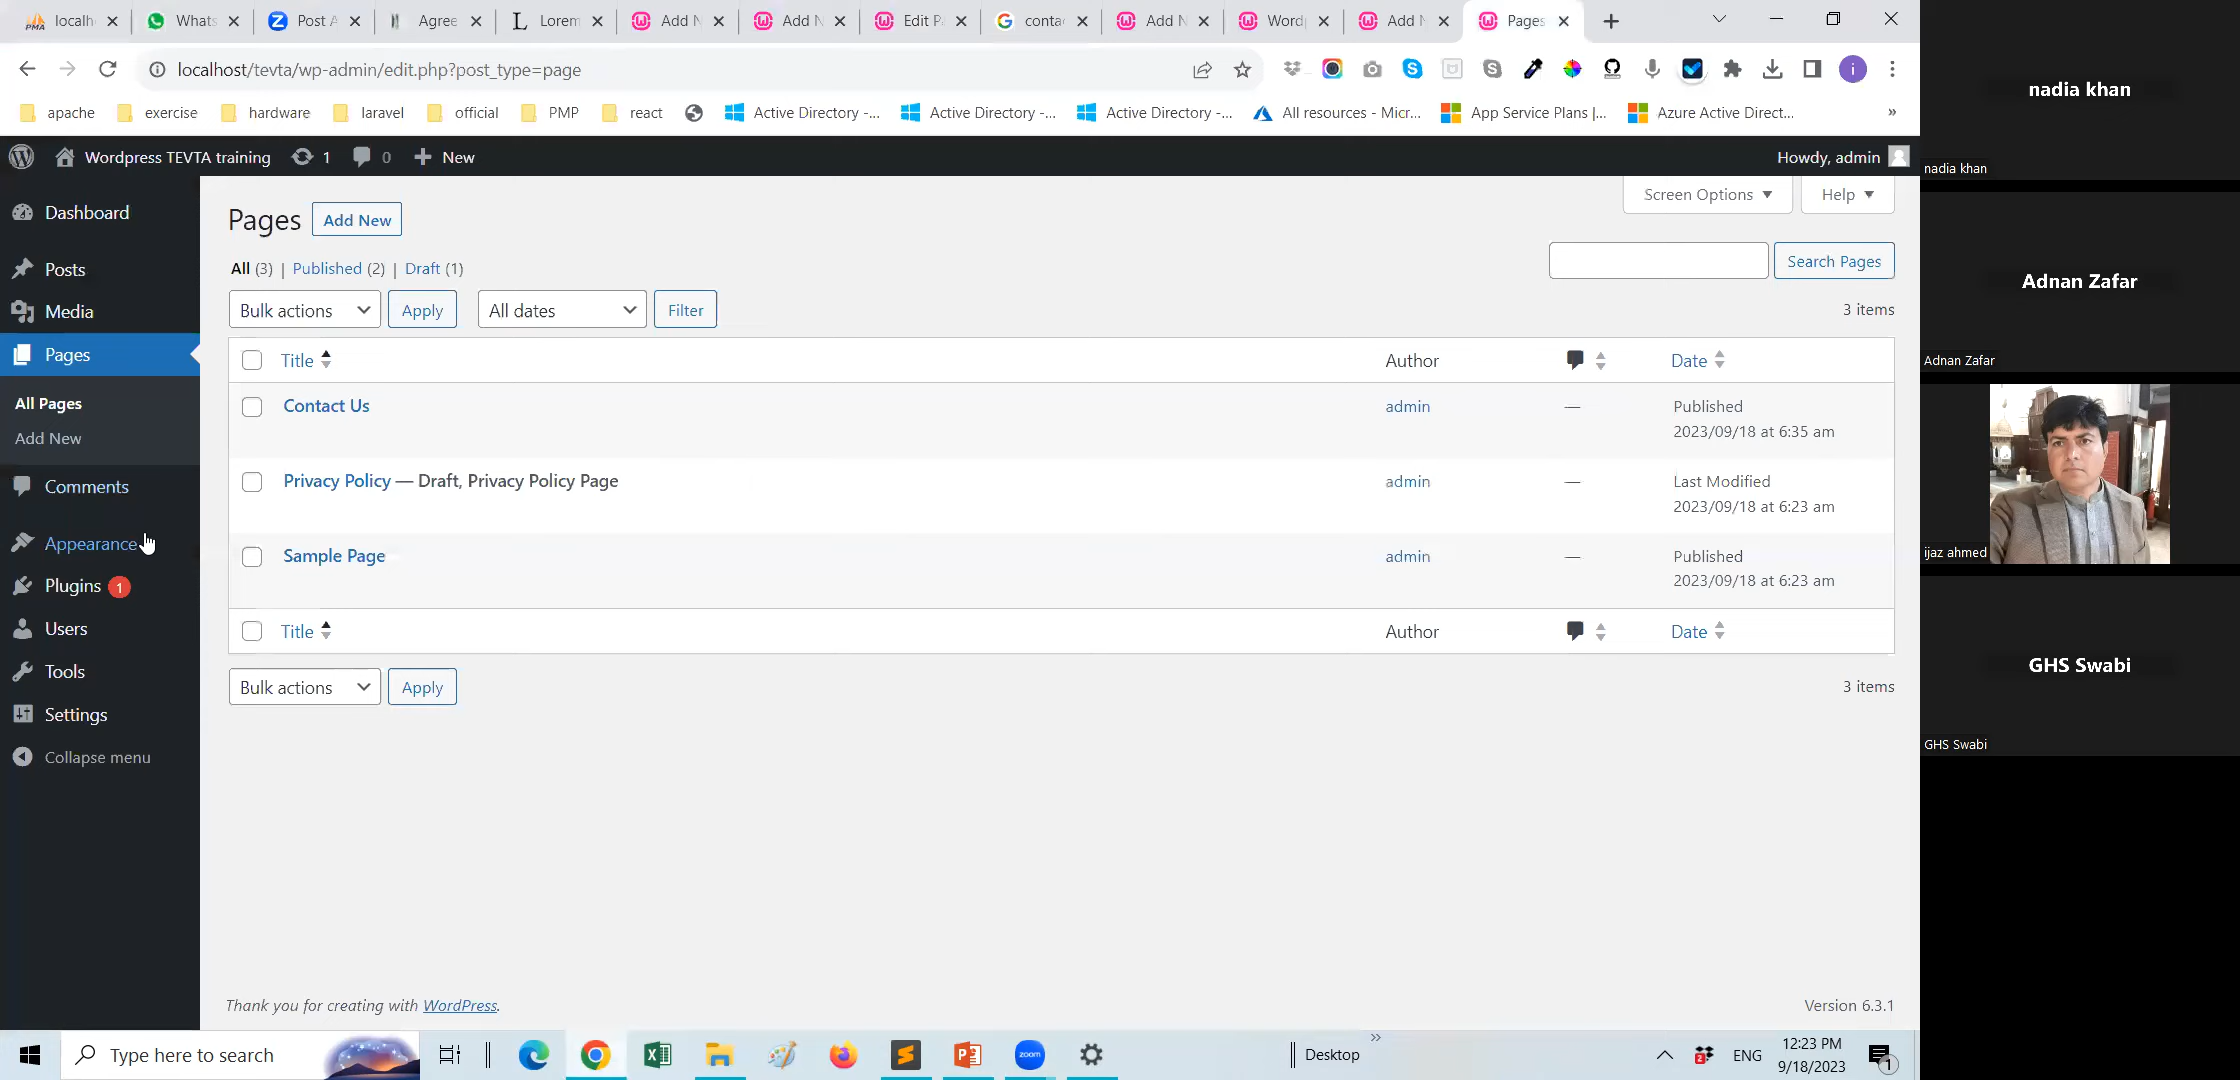 localh
Whats
Post A
Agree
Lorem
Add N
Add N
Edit P
conta
Add N
Wordp
Add N
Pages
localhost/tevta/wp-admin/edit.php?post_type=page
i
apache
exercise
hardware
laravel
official
PMP
react
Active Directory -...
Active Directory -...
Active Directory -...
All resources - Micr...
App Service Plans |...
Azure Active Direct...
»
Wordpress TEVTA training
1
0
New
Howdy, admin
Dashboard
Posts
Media
Pages
All Pages
Add New
Comments
Appearance
Plugins 1
Users
Tools
Settings
Collapse menu
Screen Options
Help
Pages
Add New
All (3) | Published (2) | Draft (1)
Search Pages
Bulk actions
Apply
All dates
Filter
3 items
Title
Author
Date
Contact Us
admin
—
Published
2023/09/18 at 6:35 am
Privacy Policy — Draft, Privacy Policy Page
admin
—
Last Modified
2023/09/18 at 6:23 am
Sample Page
admin
—
Published
2023/09/18 at 6:23 am
Title
Author
Date
Bulk actions
Apply
3 items
Thank you for creating with WordPress.
Version 6.3.1
Type here to search
zoom
Desktop
»
2
ENG
12:23 PM
9/18/2023
1
nadia khan
nadia khan
Adnan Zafar
Adnan Zafar
ijaz ahmed
GHS Swabi
GHS Swabi